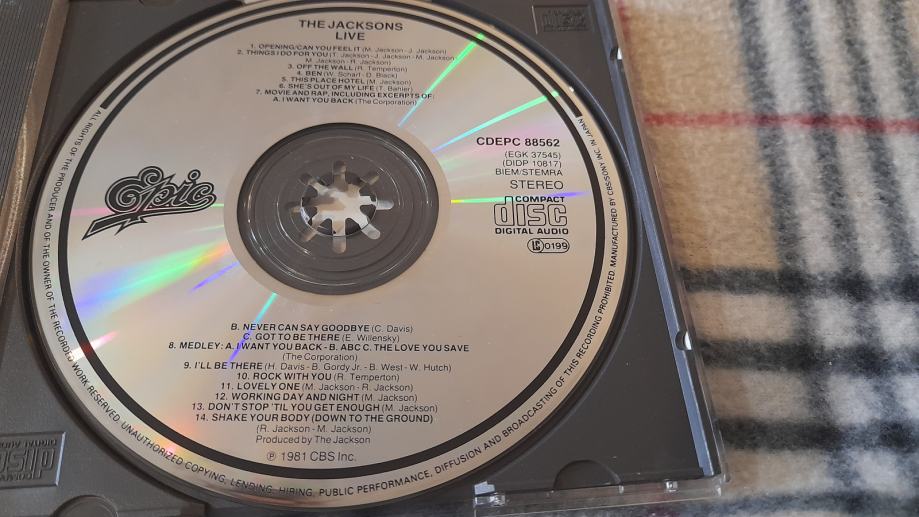 THE JACKSONS
LIVE
1. OPENING/CAN YOU FEEL IT (M. Jackson - J. Jackson)
2. THINGS I DO FOR YOU (T. Jackson - J. Jackson - M. Jackson
M. Jackson - R. Jackson)
3. OFF THE WALL (R. Temperton)
4. BEN (W. Scharf - D. Black)
5. THIS PLACE HOTEL (M. Jackson)
6. SHE'S OUT OF MY LIFE (T. Bahler)
7. MOVIE AND RAP, INCLUDING EXCERPTS OF:
A. I WANT YOU BACK (The Corporation)
CDEPC 88562
(EGK 37545)
(DIDP 10817)
BIEM/STEMRA
STEREO
COMPACT
disc
DIGITAL AUDIO
LC 0199
Epic
B. NEVER CAN SAY GOODBYE (C. Davis)
C. GOT TO BE THERE (E. Willensky)
8. MEDLEY: A. I WANT YOU BACK - B. ABC C. THE LOVE YOU SAVE
(The Corporation)
9. I'LL BE THERE (H. Davis - B. Gordy Jr. - B. West - W. Hutch)
10. ROCK WITH YOU (R. Temperton)
11. LOVELY ONE (M. Jackson - R. Jackson)
12. WORKING DAY AND NIGHT (M. Jackson)
13. DON'T STOP 'TIL YOU GET ENOUGH (M. Jackson)
14. SHAKE YOUR BODY (DOWN TO THE GROUND)
(R. Jackson - M. Jackson)
Produced by The Jackson
℗ 1981 CBS Inc.
ALL RIGHTS OF THE PRODUCER AND OF THE OWNER OF THE RECORDED WORK RESERVED. UNAUTHORIZED COPYING, LENDING, HIRING, PUBLIC PERFORMANCE, DIFFUSION AND BROADCASTING OF THIS RECORDING PROHIBITED. MANUFACTURED BY CBS/SONY INC. IN JAPAN
disc